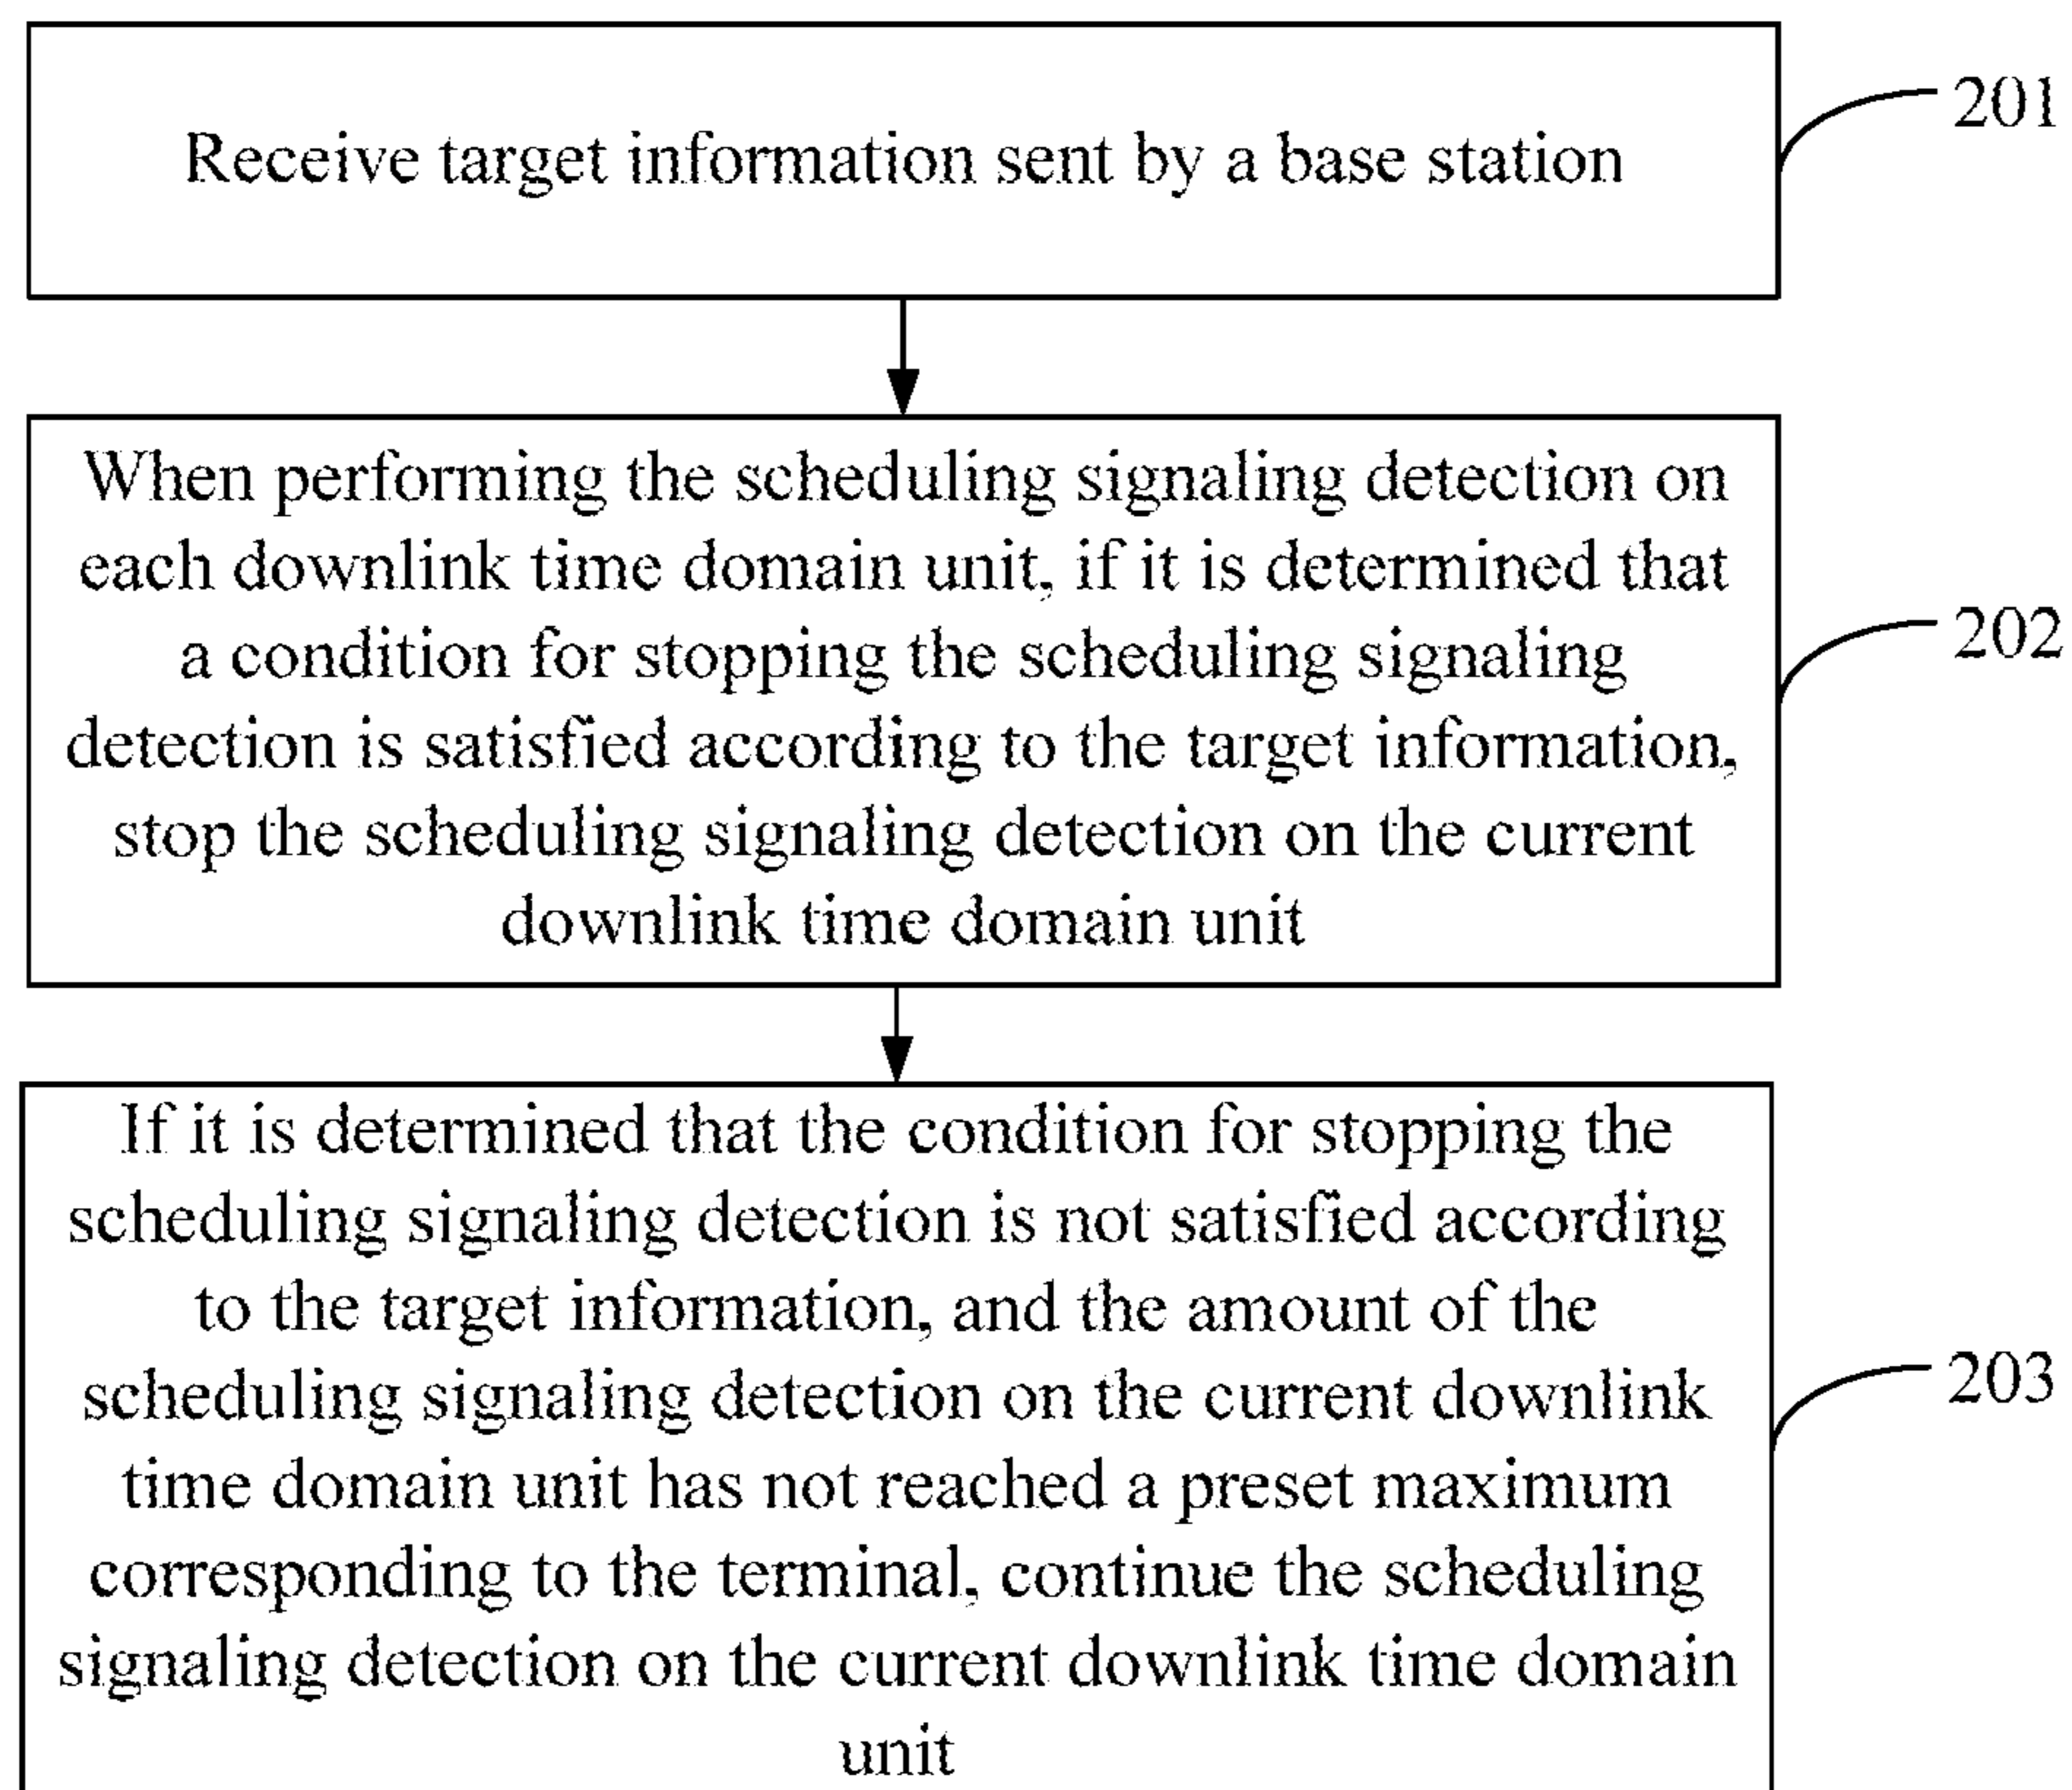 Receive target information sent by a base station
201
When performing the scheduling signaling detection on
each downlink time domain unit, if it is determined that
a condition for stopping the scheduling signaling
detection is satisfied according to the target information,
stop the scheduling signaling detection on the current
downlink time domain unit
202
If it is determined that the condition for stopping the
scheduling signaling detection is not satisfied according
to the target information, and the amount of the
scheduling signaling detection on the current downlink
time domain unit has not reached a preset maximum
corresponding to the terminal, continue the scheduling
signaling detection on the current downlink time domain
unit
203